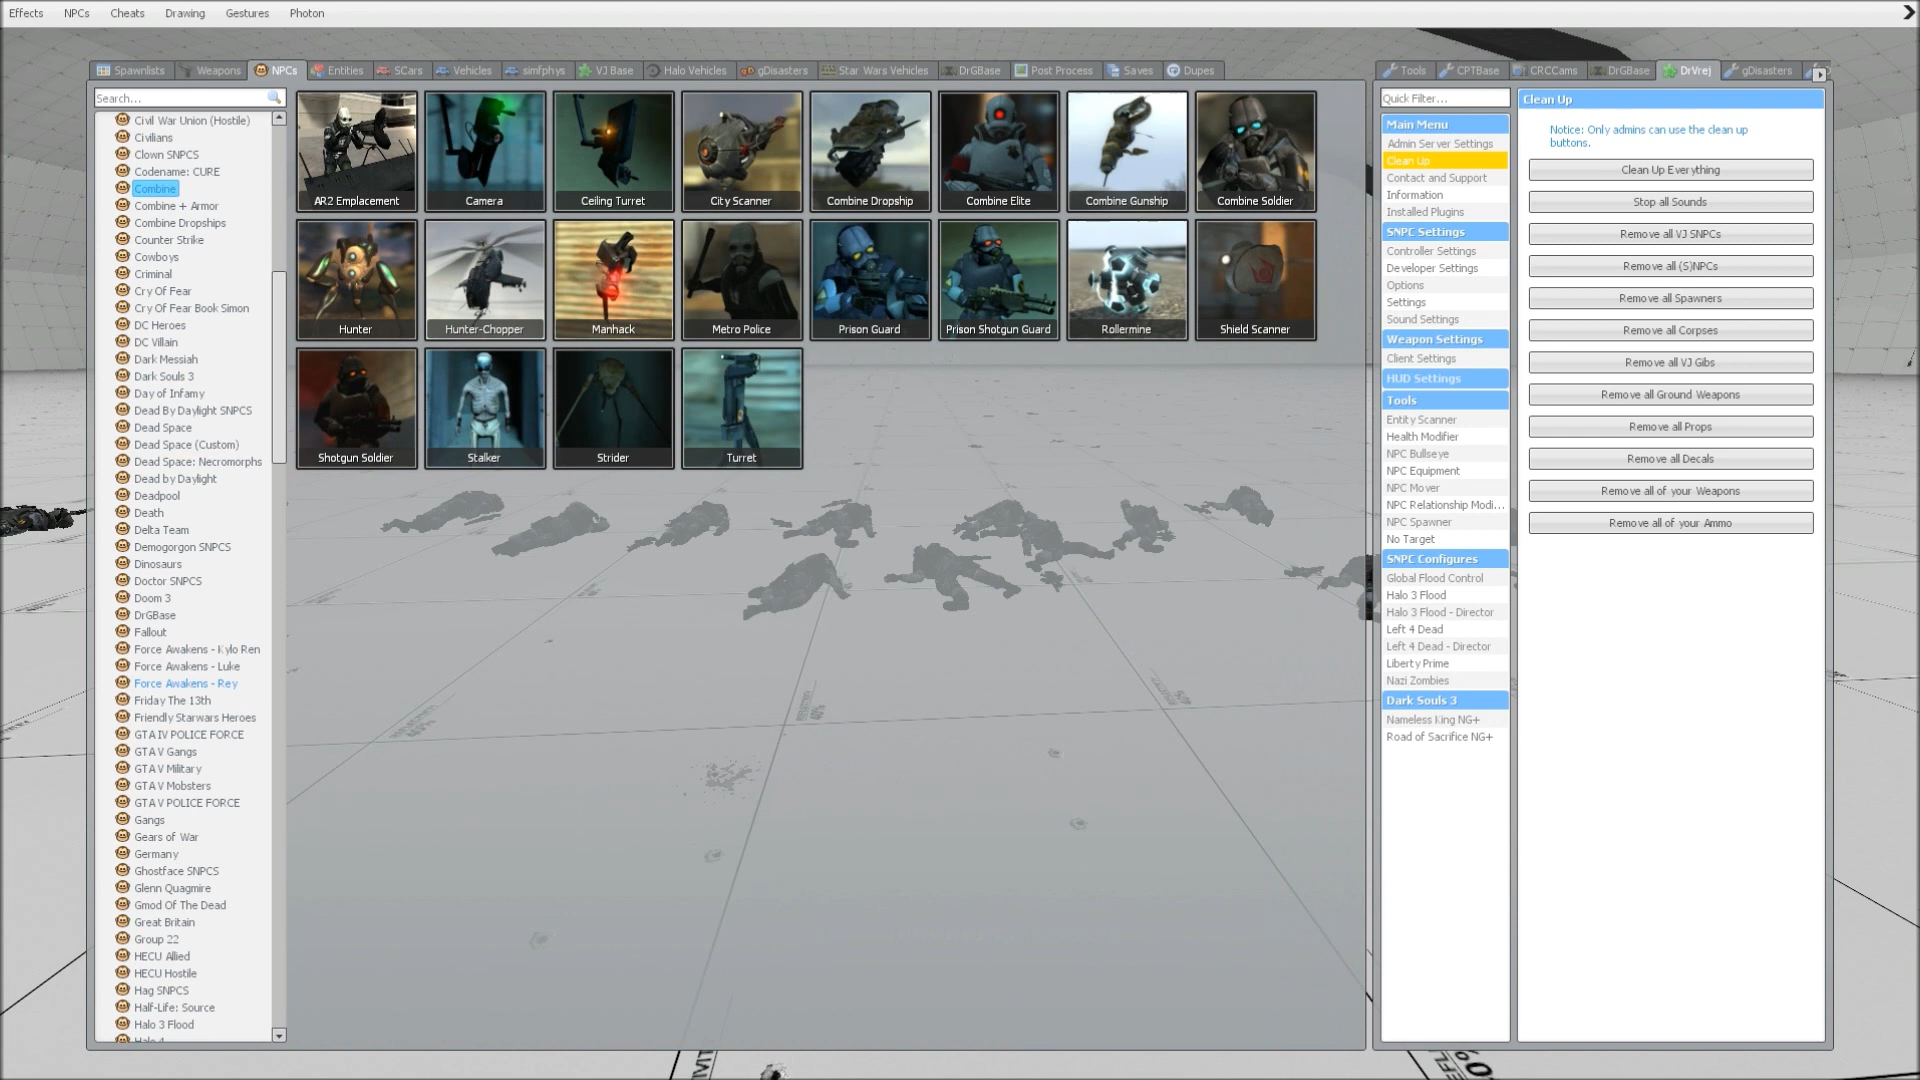 Effects NPCs Cheats Drawing Gestures Photon
Spawnlists Weapons NPCs Entities SCars Vehicles simfphys VJ Base Halo Vehicles gDisasters Star Wars Vehicles DrGBase Post Process Saves Dupes
Search...
Civil War Union (Hostile)
Civilians
Clown SNPCS
Codename: CURE
Combine
Combine + Armor
Combine Dropships
Counter Strike
Cowboys
Criminal
Cry Of Fear
Cry Of Fear Book Simon
DC Heroes
DC Villain
Dark Messiah
Dark Souls 3
Day of Infamy
Dead By Daylight SNPCS
Dead Space
Dead Space (Custom)
Dead Space: Necromorphs
Dead by Daylight
Deadpool
Death
Delta Team
Demogorgon SNPCS
Dinosaurs
Doctor SNPCS
Doom 3
DrGBase
Fallout
Force Awakens - Kylo Ren
Force Awakens - Luke
Force Awakens - Rey
Friday The 13th
Friendly Starwars Heroes
GTA IV POLICE FORCE
GTA V Gangs
GTA V Military
GTA V Mobsters
GTA V POLICE FORCE
Gangs
Gears of War
Germany
Ghostface SNPCS
Glenn Quagmire
Gmod Of The Dead
Great Britain
Group 22
HECU Allied
HECU Hostile
Hag SNPCS
Half-Life: Source
Halo 3 Flood
Halo 4
AR2 Emplacement Camera Ceiling Turret City Scanner Combine Dropship Combine Elite Combine Gunship Combine Soldier
Hunter Hunter-Chopper Manhack Metro Police Prison Guard Prison Shotgun Guard Rollermine Shield Scanner
Shotgun Soldier Stalker Strider Turret
Tools CPTBase CRCCams DrGBase DrVrej gDisasters
Quick Filter...
Main Menu
Admin Server Settings
Clean Up
Contact and Support
Information
Installed Plugins
SNPC Settings
Controller Settings
Developer Settings
Options
Settings
Sound Settings
Weapon Settings
Client Settings
HUD Settings
Tools
Entity Scanner
Health Modifier
NPC Bullseye
NPC Equipment
NPC Mover
NPC Relationship Modi...
NPC Spawner
No Target
SNPC Configures
Global Flood Control
Halo 3 Flood
Halo 3 Flood - Director
Left 4 Dead
Left 4 Dead - Director
Liberty Prime
Nazi Zombies
Dark Souls 3
Nameless King NG+
Road of Sacrifice NG+
Clean Up
Notice: Only admins can use the clean up
buttons.
Clean Up Everything
Stop all Sounds
Remove all VJ SNPCs
Remove all (S)NPCs
Remove all Spawners
Remove all Corpses
Remove all VJ Gibs
Remove all Ground Weapons
Remove all Props
Remove all Decals
Remove all of your Weapons
Remove all of your Ammo